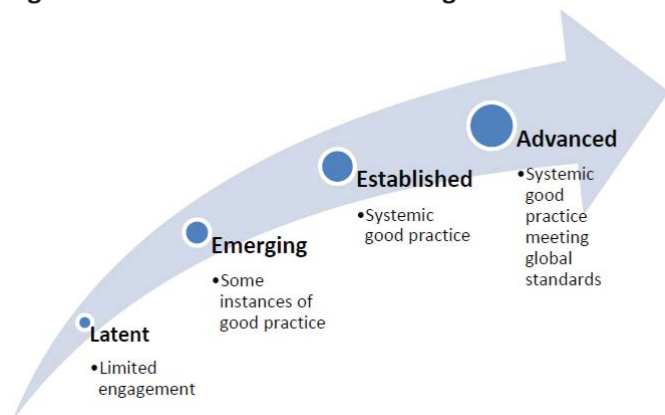 Latent
•Limited
engagement
Emerging
•Some
instances of
good practice
Established
•Systemic
good practice
Advanced
•Systemic
good
practice
meeting
global
standards